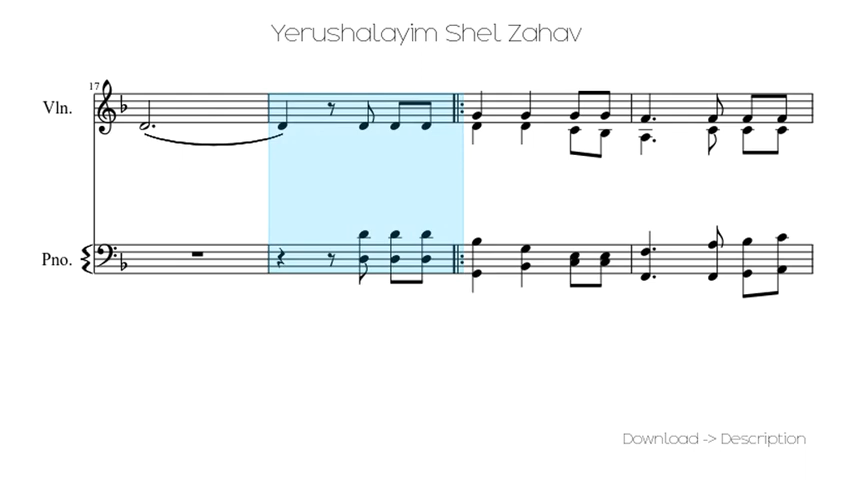 Yerushalayim Shel Zahav
17
Vln.
Pno.
Download -> Description